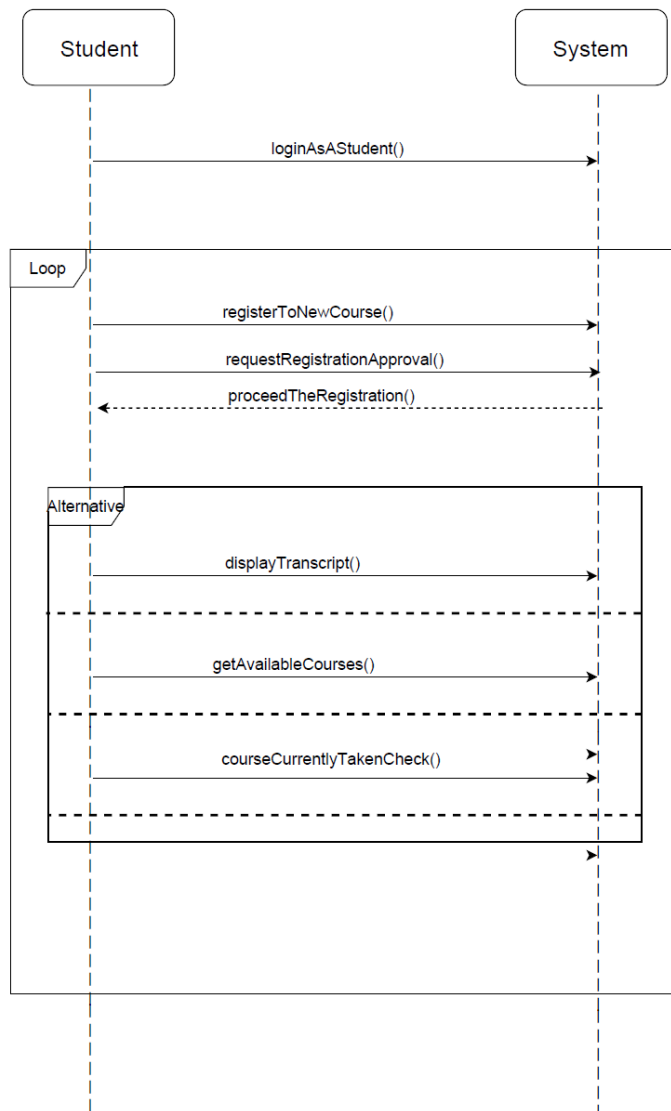 Student
System
loginAsAStudent()
Loop
registerToNewCourse()
requestRegistrationApproval()
proceedTheRegistration()
Alternative
displayTranscript()
getAvailableCourses()
courseCurrentlyTakenCheck()